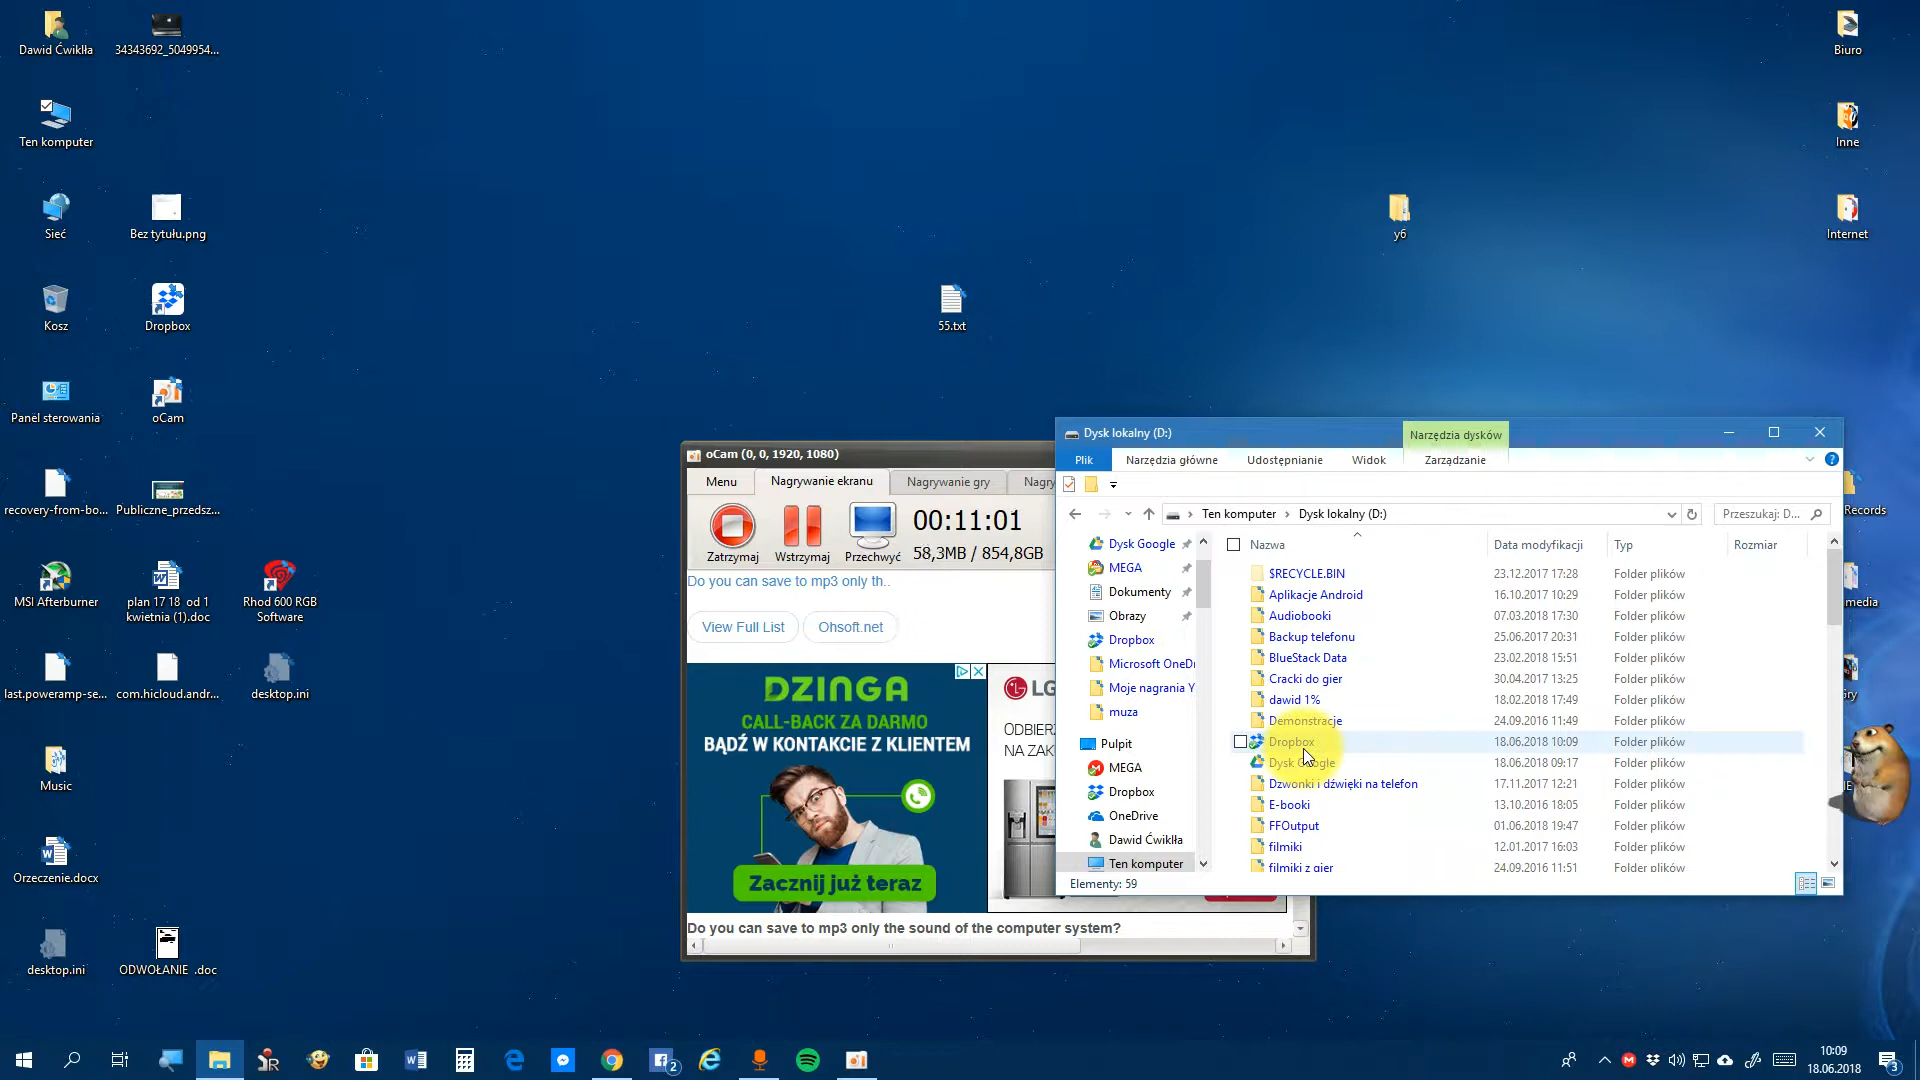 Dawid Ćwikłła
34343692_5049954...
Ten komputer
Sieć
Bez tytułu.png
Kosz
Dropbox
Panel sterowania
oCam
recovery-from-bo...
Publiczne_przedsz...
MSI Afterburner
plan 17 18 od 1
kwietnia (1).doc
Rhod 600 RGB
Software
last.poweramp-se...
com.hicloud.andr...
desktop.ini
Music
Orzeczenie.docx
desktop.ini
ODWOŁANIE .doc
55.txt
y6
Biuro
Inne
Internet
Records
media
Gry
oCam (0, 0, 1920, 1080)
Menu
Nagrywanie ekranu
Nagrywanie gry
Nagry
Zatrzymaj
Wstrzymaj
Przechwyć
00:11:01
58,3MB / 854,8GB
Do you can save to mp3 only th..
View Full List
Ohsoft.net
DZINGA
CALL-BACK ZA DARMO
BĄDŹ W KONTAKCIE Z KLIENTEM
Zacznij już teraz
LG
ODBIER
NA ZAK
Do you can save to mp3 only the sound of the computer system?
Dysk lokalny (D:)
Narzędzia dysków
Plik
Narzędzia główne
Udostępnianie
Widok
Zarządzanie
Ten komputer
Dysk lokalny (D:)
Przeszukaj: D...
Dysk Google
MEGA
Dokumenty
Obrazy
Dropbox
Microsoft OneDr
Moje nagrania Y
muza
Pulpit
MEGA
Dropbox
OneDrive
Dawid Ćwikłła
Ten komputer
Nazwa Data modyfikacji Typ Rozmiar
$RECYCLE.BIN 23.12.2017 17:28 Folder plików
Aplikacje Android 16.10.2017 10:29 Folder plików
Audiobooki 07.03.2018 17:30 Folder plików
Backup telefonu 25.06.2017 20:31 Folder plików
BlueStack Data 23.02.2018 15:51 Folder plików
Cracki do gier 30.04.2017 13:25 Folder plików
dawid 1% 18.02.2018 17:49 Folder plików
Demonstracje 24.09.2016 11:49 Folder plików
Dropbox 18.06.2018 10:09 Folder plików
Dysk Google 18.06.2018 09:17 Folder plików
Dzwonki i dźwięki na telefon 17.11.2017 12:21 Folder plików
E-booki 13.10.2016 18:05 Folder plików
FFOutput 01.06.2018 19:47 Folder plików
filmiki 12.01.2017 16:03 Folder plików
filmiki z gier 24.09.2016 11:51 Folder plików
Elementy: 59
2
10:09
18.06.2018
3